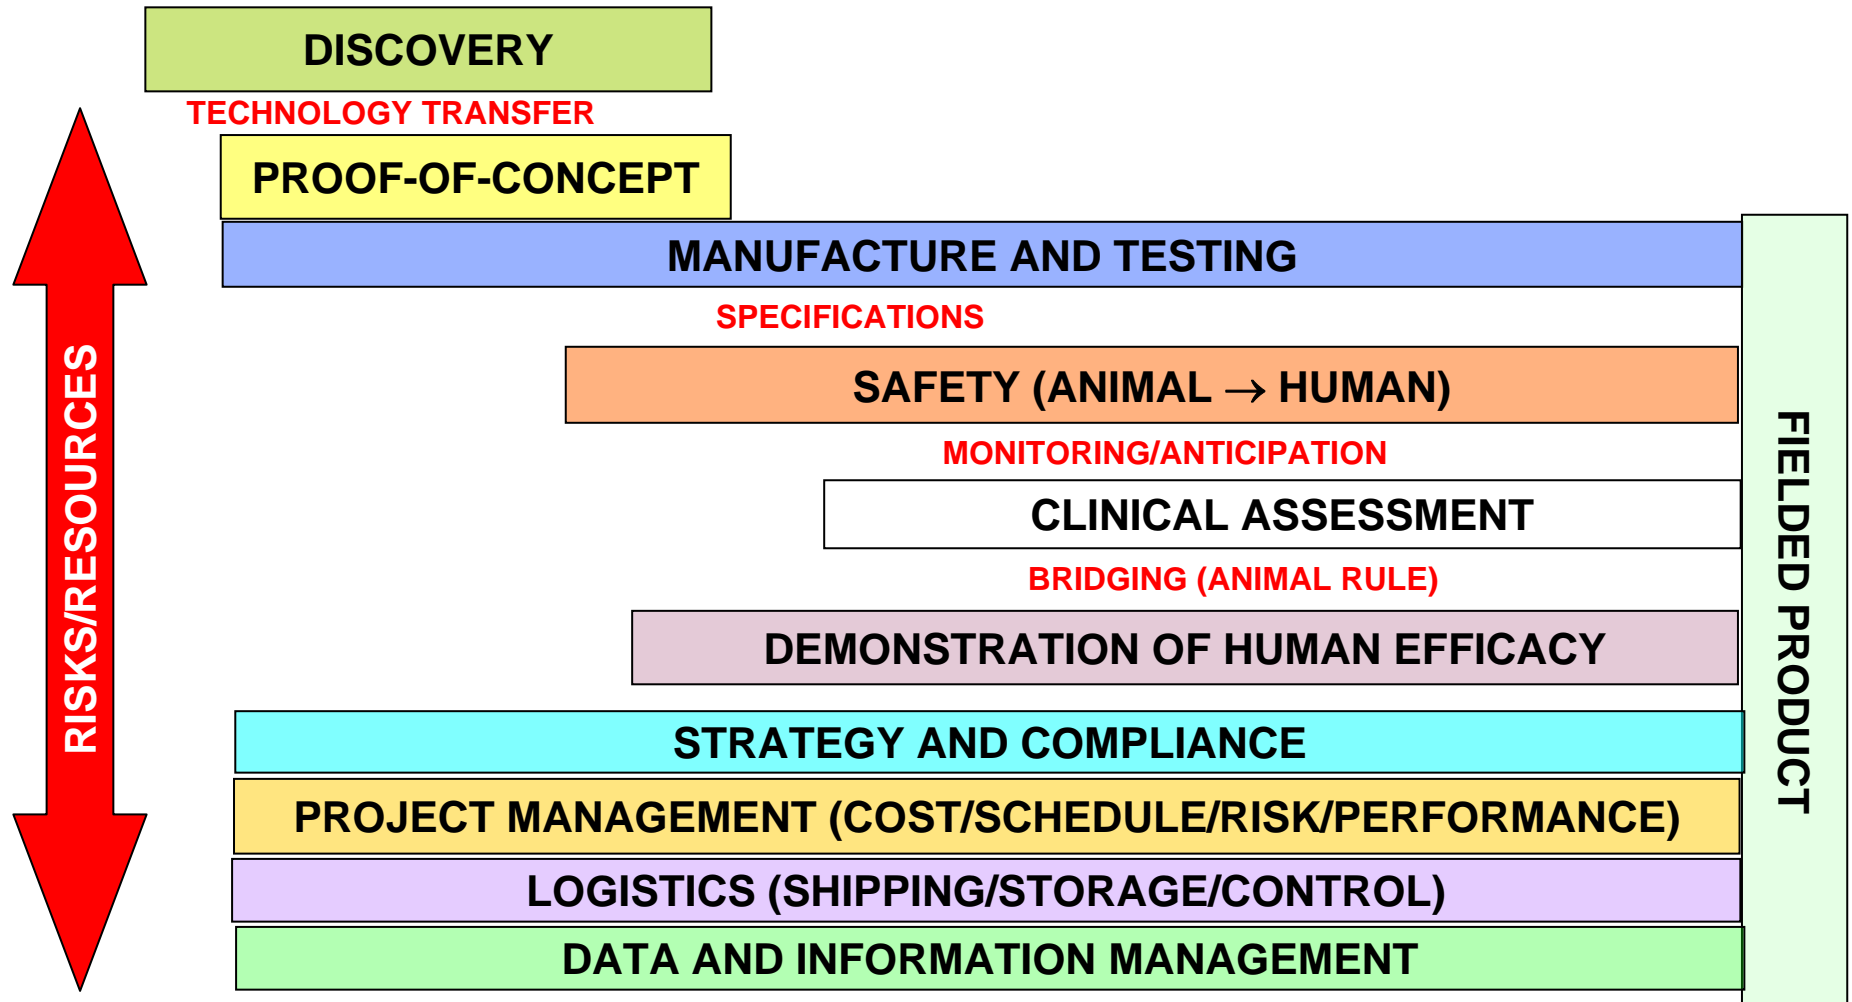 DISCOVERY
TECHNOLOGY TRANSFER
PROOF-OF-CONCEPT
MANUFACTURE AND TESTING
SPECIFICATIONS
SAFETY (ANIMAL → HUMAN)
MONITORING/ANTICIPATION
CLINICAL ASSESSMENT
BRIDGING (ANIMAL RULE)
DEMONSTRATION OF HUMAN EFFICACY
STRATEGY AND COMPLIANCE
PROJECT MANAGEMENT (COST/SCHEDULE/RISK/PERFORMANCE)
LOGISTICS (SHIPPING/STORAGE/CONTROL)
DATA AND INFORMATION MANAGEMENT
RISKS/RESOURCES
FIELDED PRODUCT